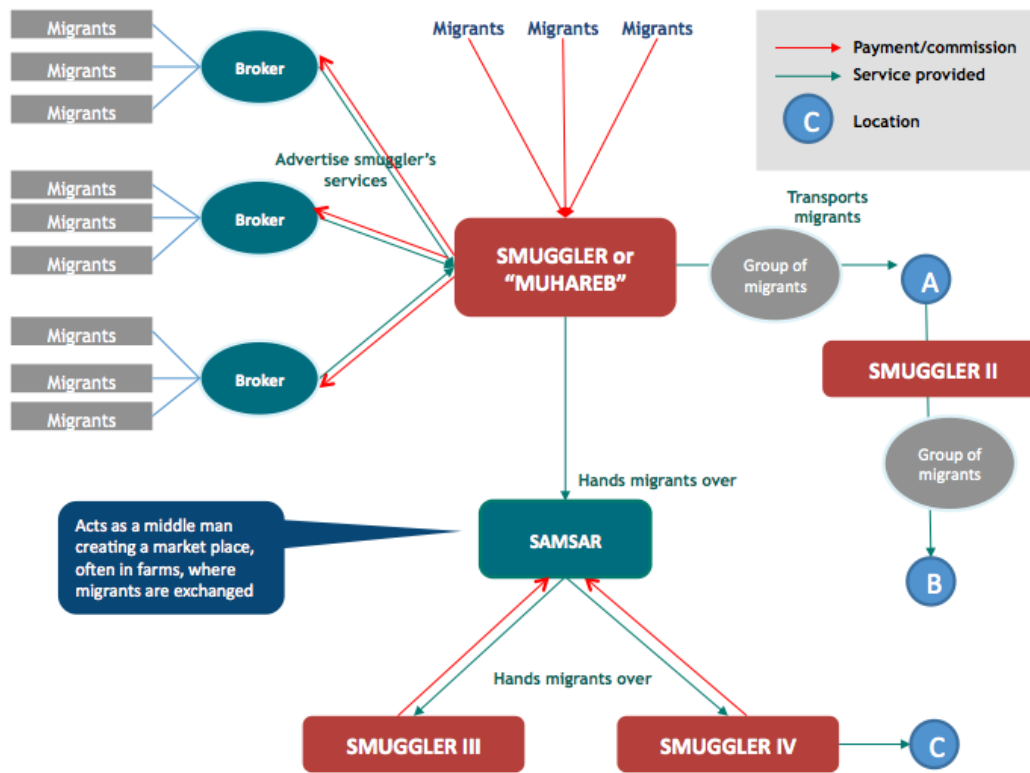 Migrants
Migrants
Migrants
Broker
Migrants
Migrants
Migrants
Payment/commission
Service provided
C
Location
Advertise smuggler's
services
Migrants
Migrants
Migrants
Broker
SMUGGLER or
“MUHAREB”
Transports
migrants
Group of
migrants
A
Migrants
Migrants
Migrants
Broker
SMUGGLER II
Group of
migrants
B
Hands migrants over
Acts as a middle man
creating a market place,
often in farms, where
migrants are exchanged
SAMSAR
Hands migrants over
SMUGGLER III
SMUGGLER IV
C